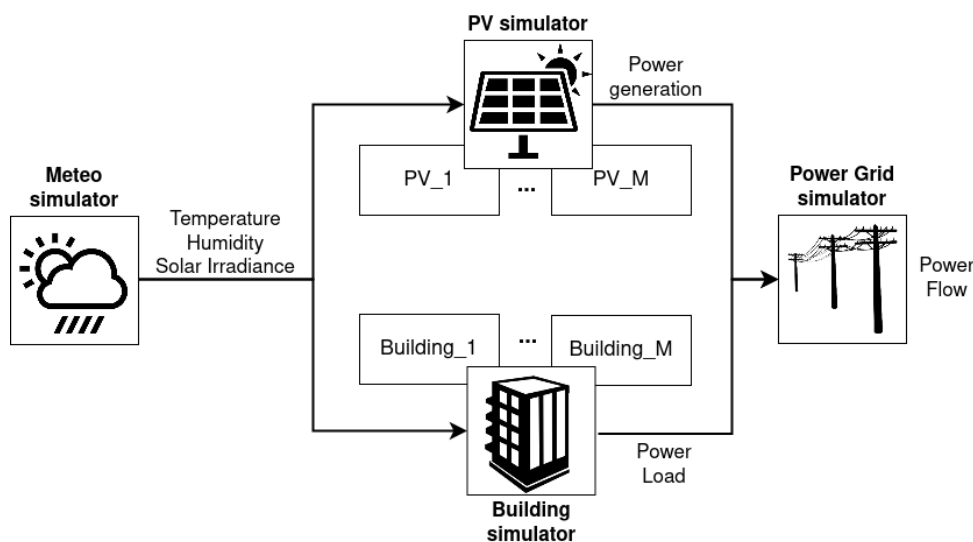 PV simulator
Power
generation
PV_1
...
PV_M
Meteo
simulator
Temperature
Humidity
Solar Irradiance
Power Grid
simulator
Power
Flow
Building_1
...
Building_M
Power
Load
Building
simulator